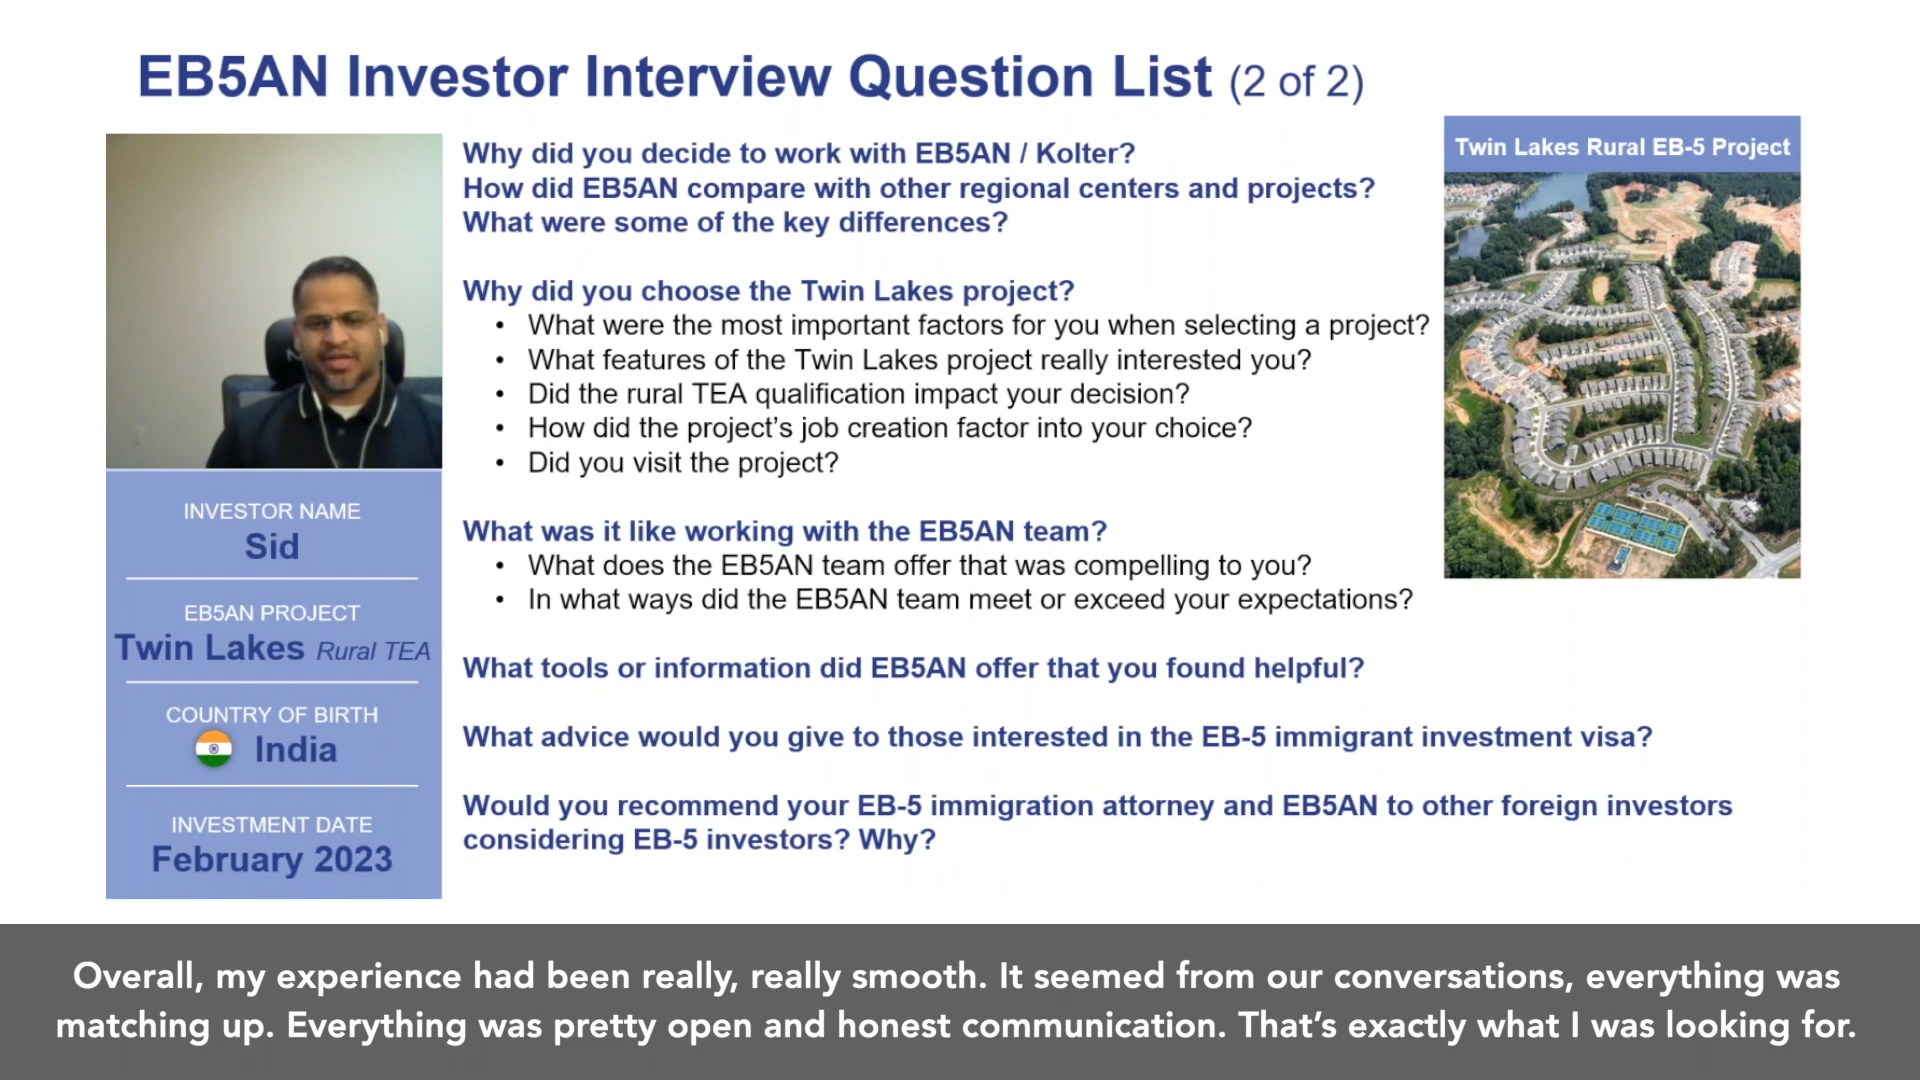 EB5AN Investor Interview Question List (2 of 2)
Why did you decide to work with EB5AN / Kolter?
How did EB5AN compare with other regional centers and projects?
What were some of the key differences?
Why did you choose the Twin Lakes project?
• What were the most important factors for you when selecting a project?
• What features of the Twin Lakes project really interested you?
• Did the rural TEA qualification impact your decision?
• How did the project’s job creation factor into your choice?
• Did you visit the project?
What was it like working with the EB5AN team?
• What does the EB5AN team offer that was compelling to you?
• In what ways did the EB5AN team meet or exceed your expectations?
What tools or information did EB5AN offer that you found helpful?
What advice would you give to those interested in the EB-5 immigrant investment visa?
Would you recommend your EB-5 immigration attorney and EB5AN to other foreign investors
considering EB-5 investors? Why?
Twin Lakes Rural EB-5 Project
INVESTOR NAME
Sid
EB5AN PROJECT
Twin Lakes Rural TEA
COUNTRY OF BIRTH
India
INVESTMENT DATE
February 2023
Overall, my experience had been really, really smooth. It seemed from our conversations, everything was
matching up. Everything was pretty open and honest communication. That’s exactly what I was looking for.